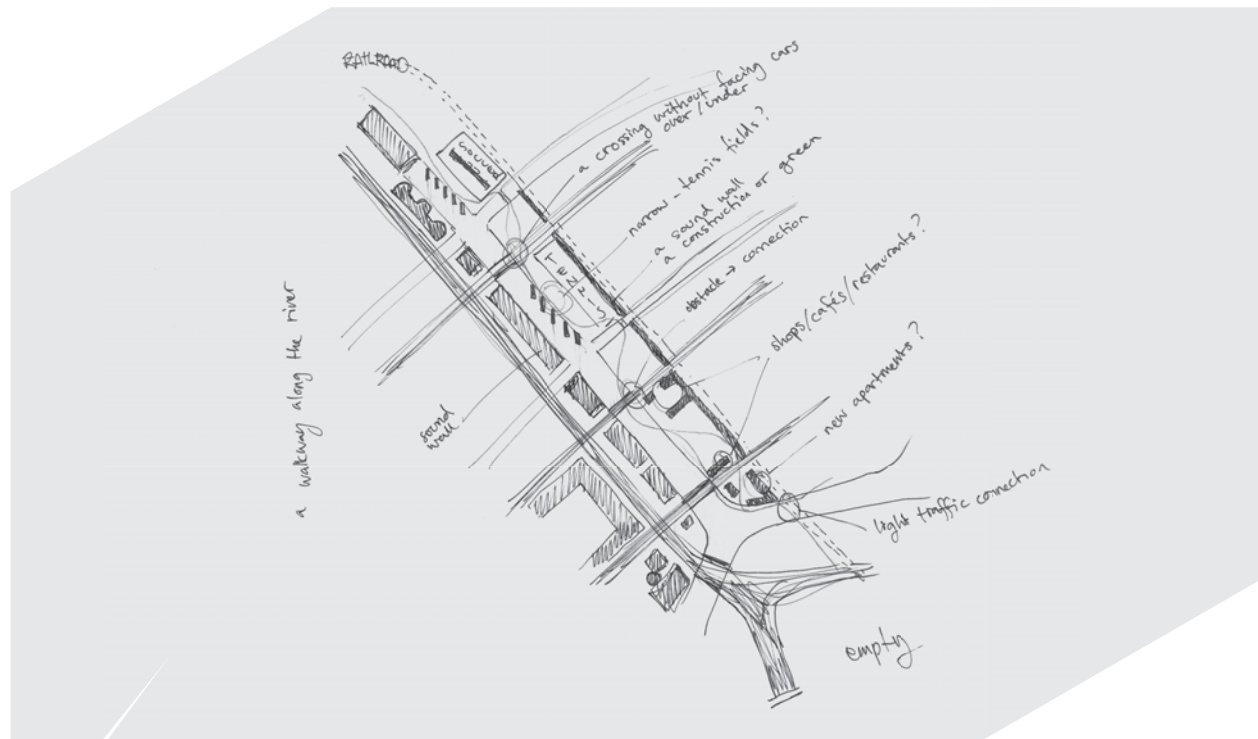 RAILROAD
a crossing without facing cars
over/under
SOCCER
narrow - tennis fields?
a sound wall
a construction or green
TENNIS
obstacle → connection
shops/cafés/restaurants?
new apartments?
a walkway along the river
sound
wall
light traffic connection
empty